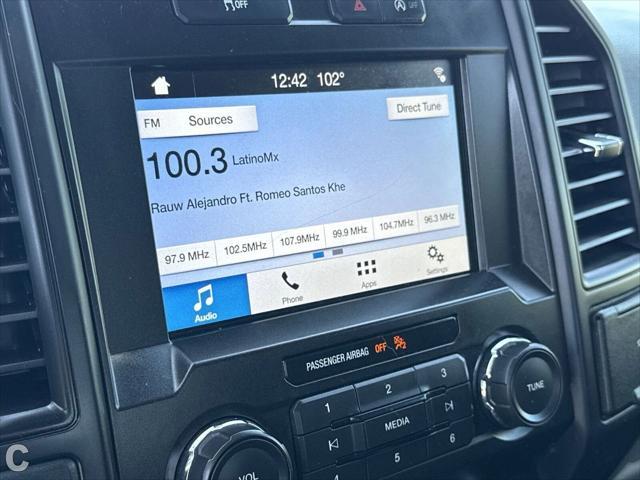 OFF
12:42 102°
FM Sources Direct Tune
100.3 LatinoMx
Rauw Alejandro Ft. Romeo Santos Khe
97.9 MHz 102.5MHz 107.9MHz 99.9 MHz 104.7MHz 96.3 MHz
Audio Phone Apps Settings
PASSENGER AIRBAG OFF
1 2 3
MEDIA
4 5 6
VOL
TUNE
C